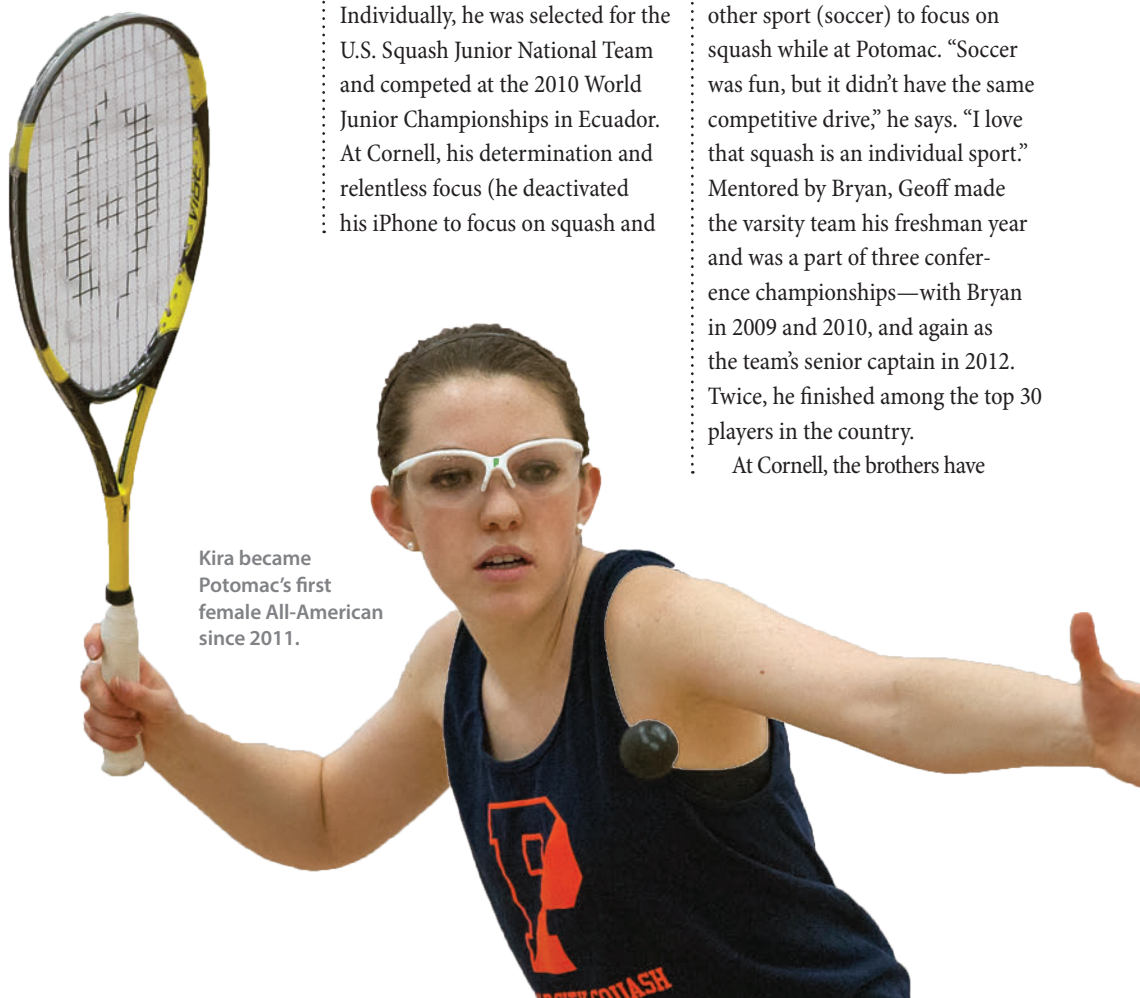 Individually, he was selected for the
U.S. Squash Junior National Team
and competed at the 2010 World
Junior Championships in Ecuador.
At Cornell, his determination and
relentless focus (he deactivated
his iPhone to focus on squash and
other sport (soccer) to focus on
squash while at Potomac. “Soccer
was fun, but it didn’t have the same
competitive drive,” he says. “I love
that squash is an individual sport.”
Mentored by Bryan, Geoff made
the varsity team his freshman year
and was a part of three confer-
ence championships—with Bryan
in 2009 and 2010, and again as
the team’s senior captain in 2012.
Twice, he finished among the top 30
players in the country.
At Cornell, the brothers have
Kira became
Potomac’s first
female All-American
since 2011.
P
SQUASH